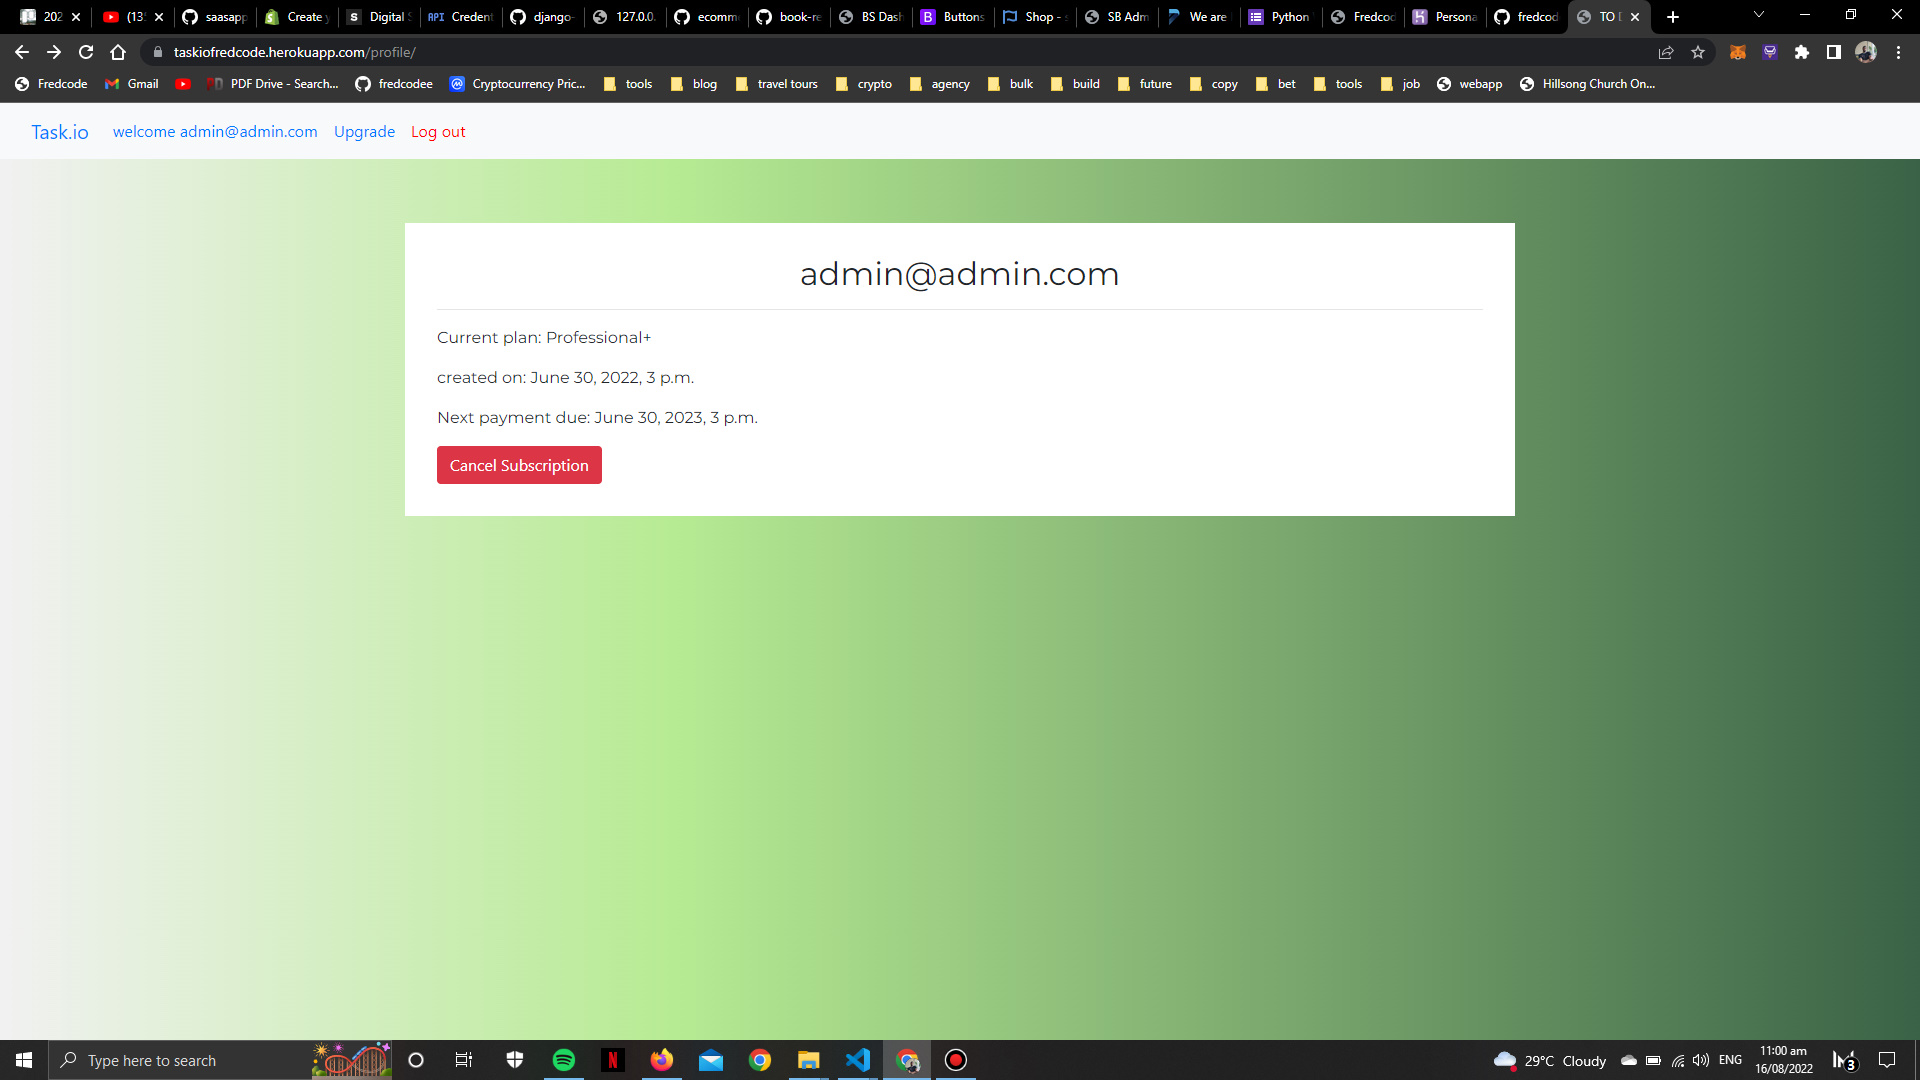 202
(13
saasapp
Create
Digital
API Credent
django-
127.0.0.
ecomm
book-re
BS Dash
B Buttons
Shop -
SB Adm
We are
Python
Fredcod
Persona
fredcod
TO
taskiofredcode.herokuapp.com/profile/
Fredcode
Gmail
PDF Drive - Search...
fredcodee
Cryptocurrency Pric...
tools
blog
travel tours
crypto
agency
bulk
build
future
copy
bet
tools
job
webapp
Hillsong Church On...
Task.io
welcome admin@admin.com
Upgrade
Log out
admin@admin.com
Current plan: Professional+
created on: June 30, 2022, 3 p.m.
Next payment due: June 30, 2023, 3 p.m.
Cancel Subscription
Type here to search
29°C Cloudy
ENG
11:00 am
16/08/2022
3